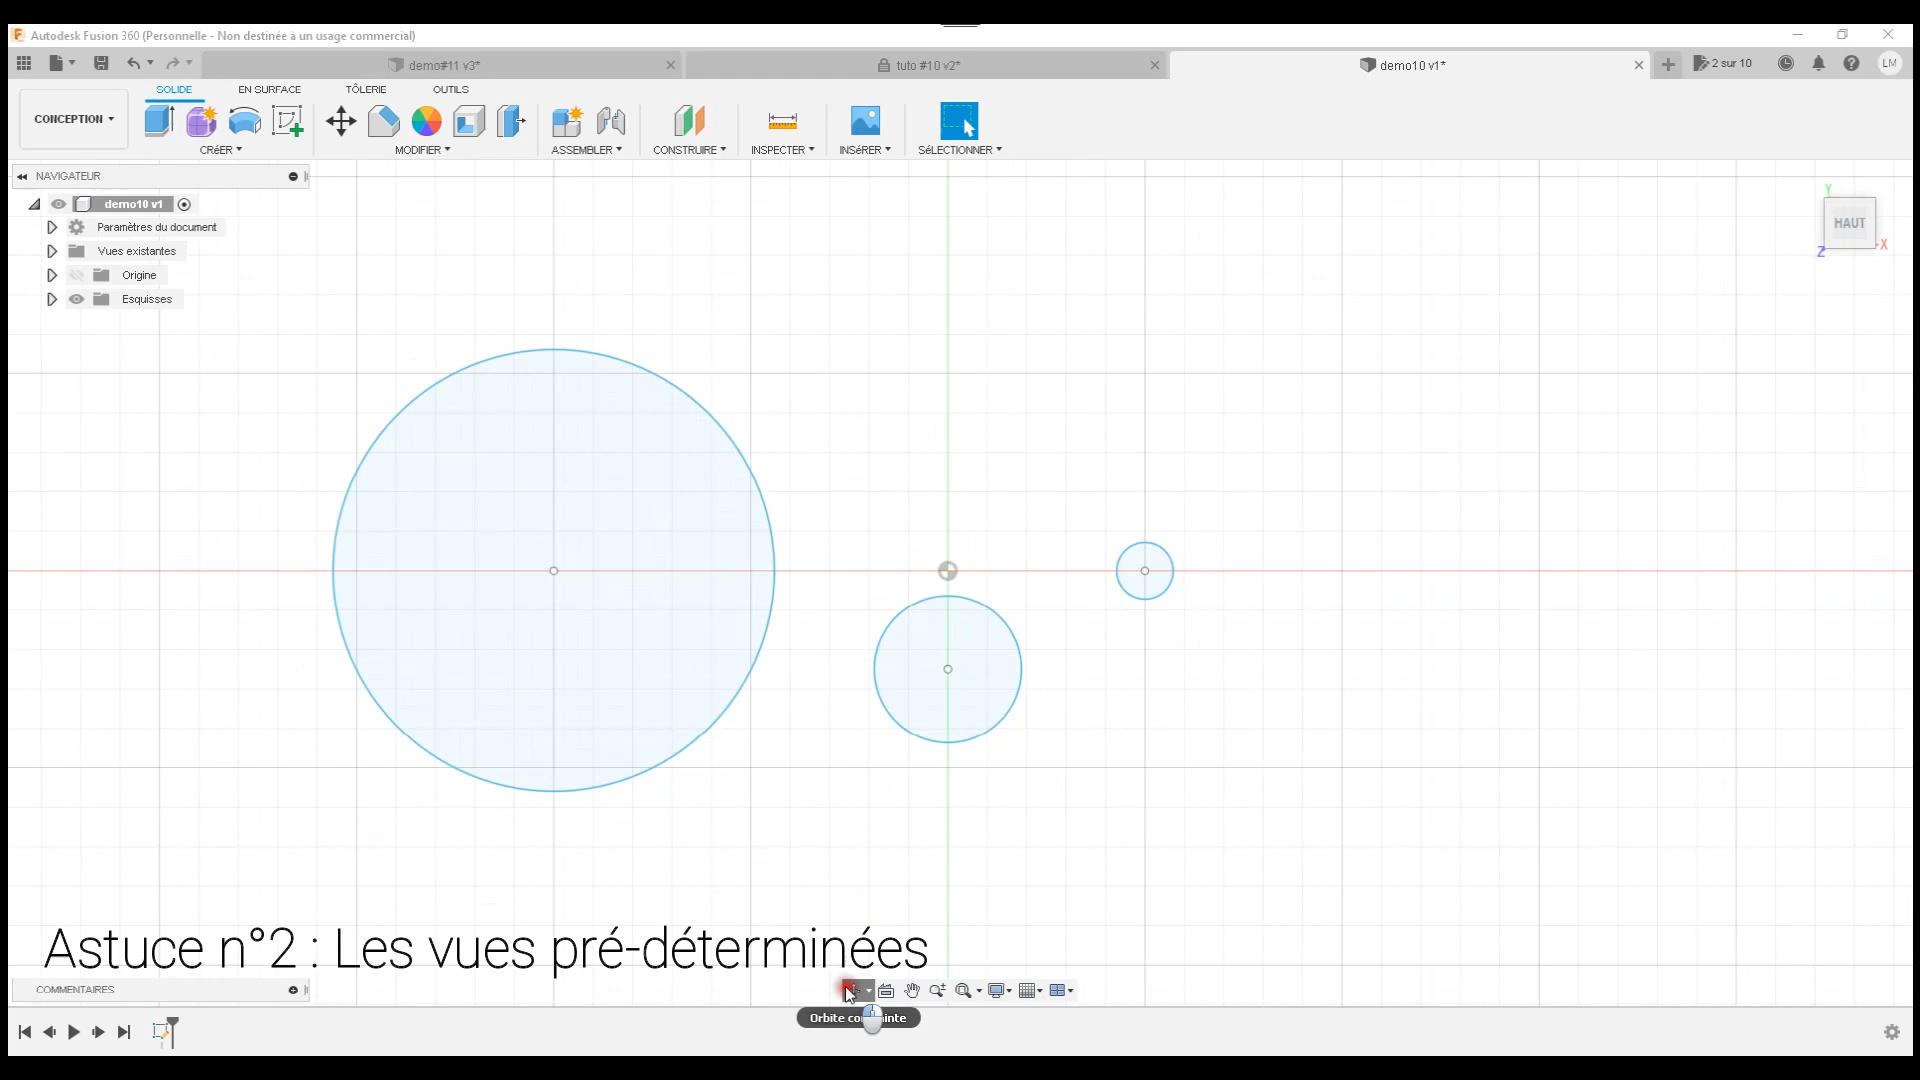 Autodesk Fusion 360 (Personnelle - Non destinée à un usage commercial)
demo#11 v3*
tuto #10 v2*
demo10 v1*
2 sur 10
LM
SOLIDE
EN SURFACE
TÔLERIE
OUTILS
CONCEPTION
CRéER
MODIFIER
ASSEMBLER
CONSTRUIRE
INSPECTER
INSéRER
SéLECTIONNER
NAVIGATEUR
demo10 v1
Paramètres du document
Vues existantes
Origine
Esquisses
Y
HAUT
X
Z
Astuce n°2 : Les vues pré-déterminées
COMMENTAIRES
Orbite